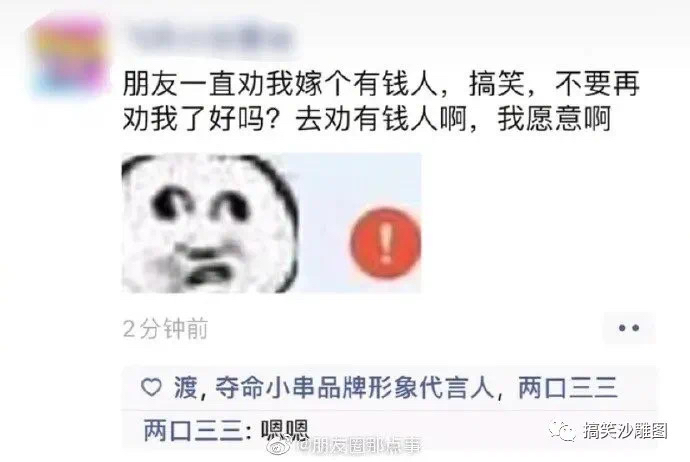 朋友一直劝我嫁个有钱人，搞笑，不要再
劝我了好吗？去劝有钱人啊，我愿意啊
!
2分钟前
渡，夺命小串品牌形象代言人，两口三三
两口三三：嗯嗯
@朋友圈那点事
搞笑沙雕图